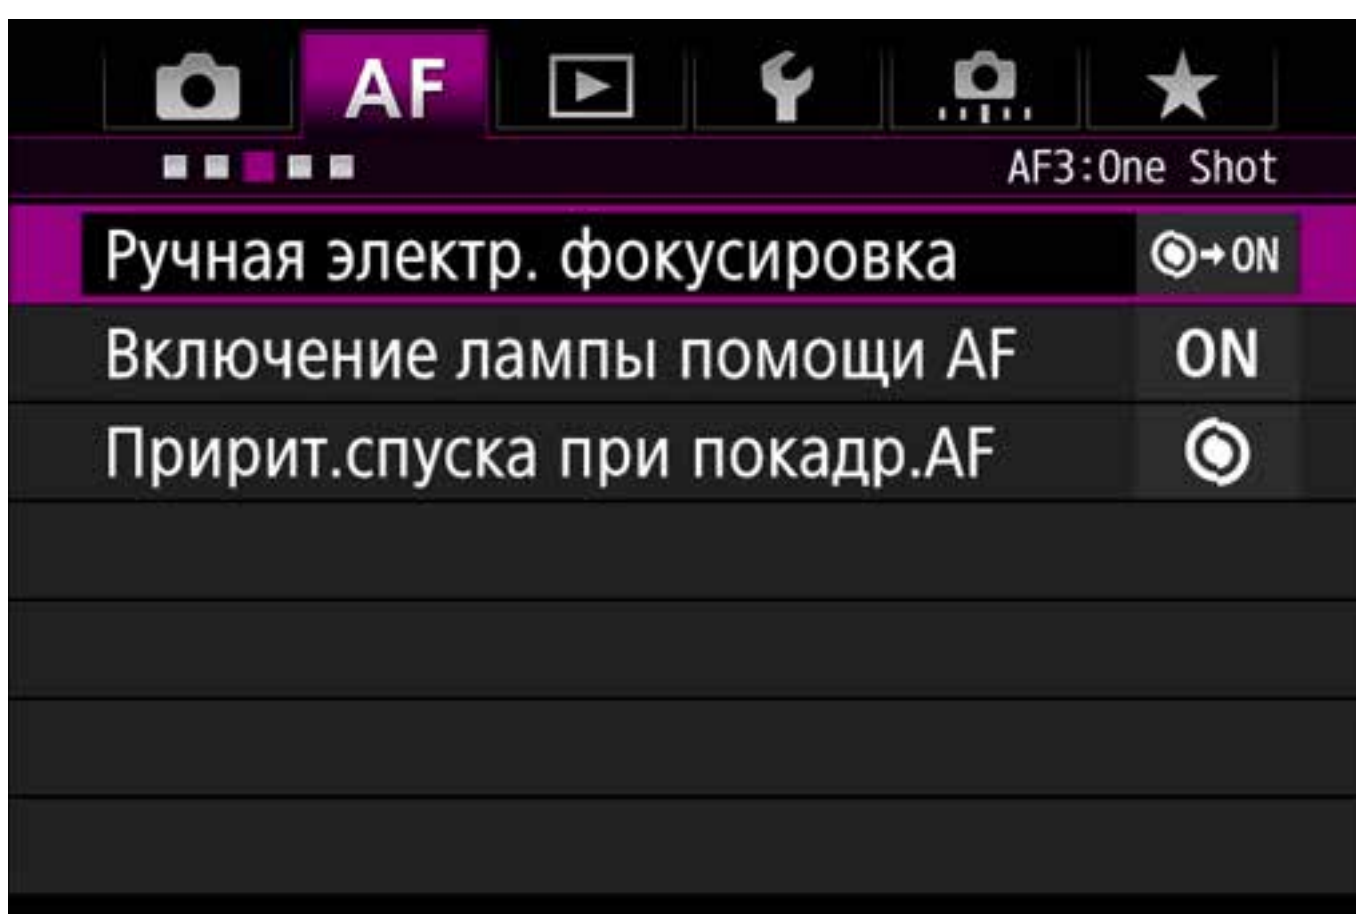 AF
AF3:One Shot
Ручная электр. фокусировка →ON
Включение лампы помощи AF ON
Пририт.спуска при покадр.AF